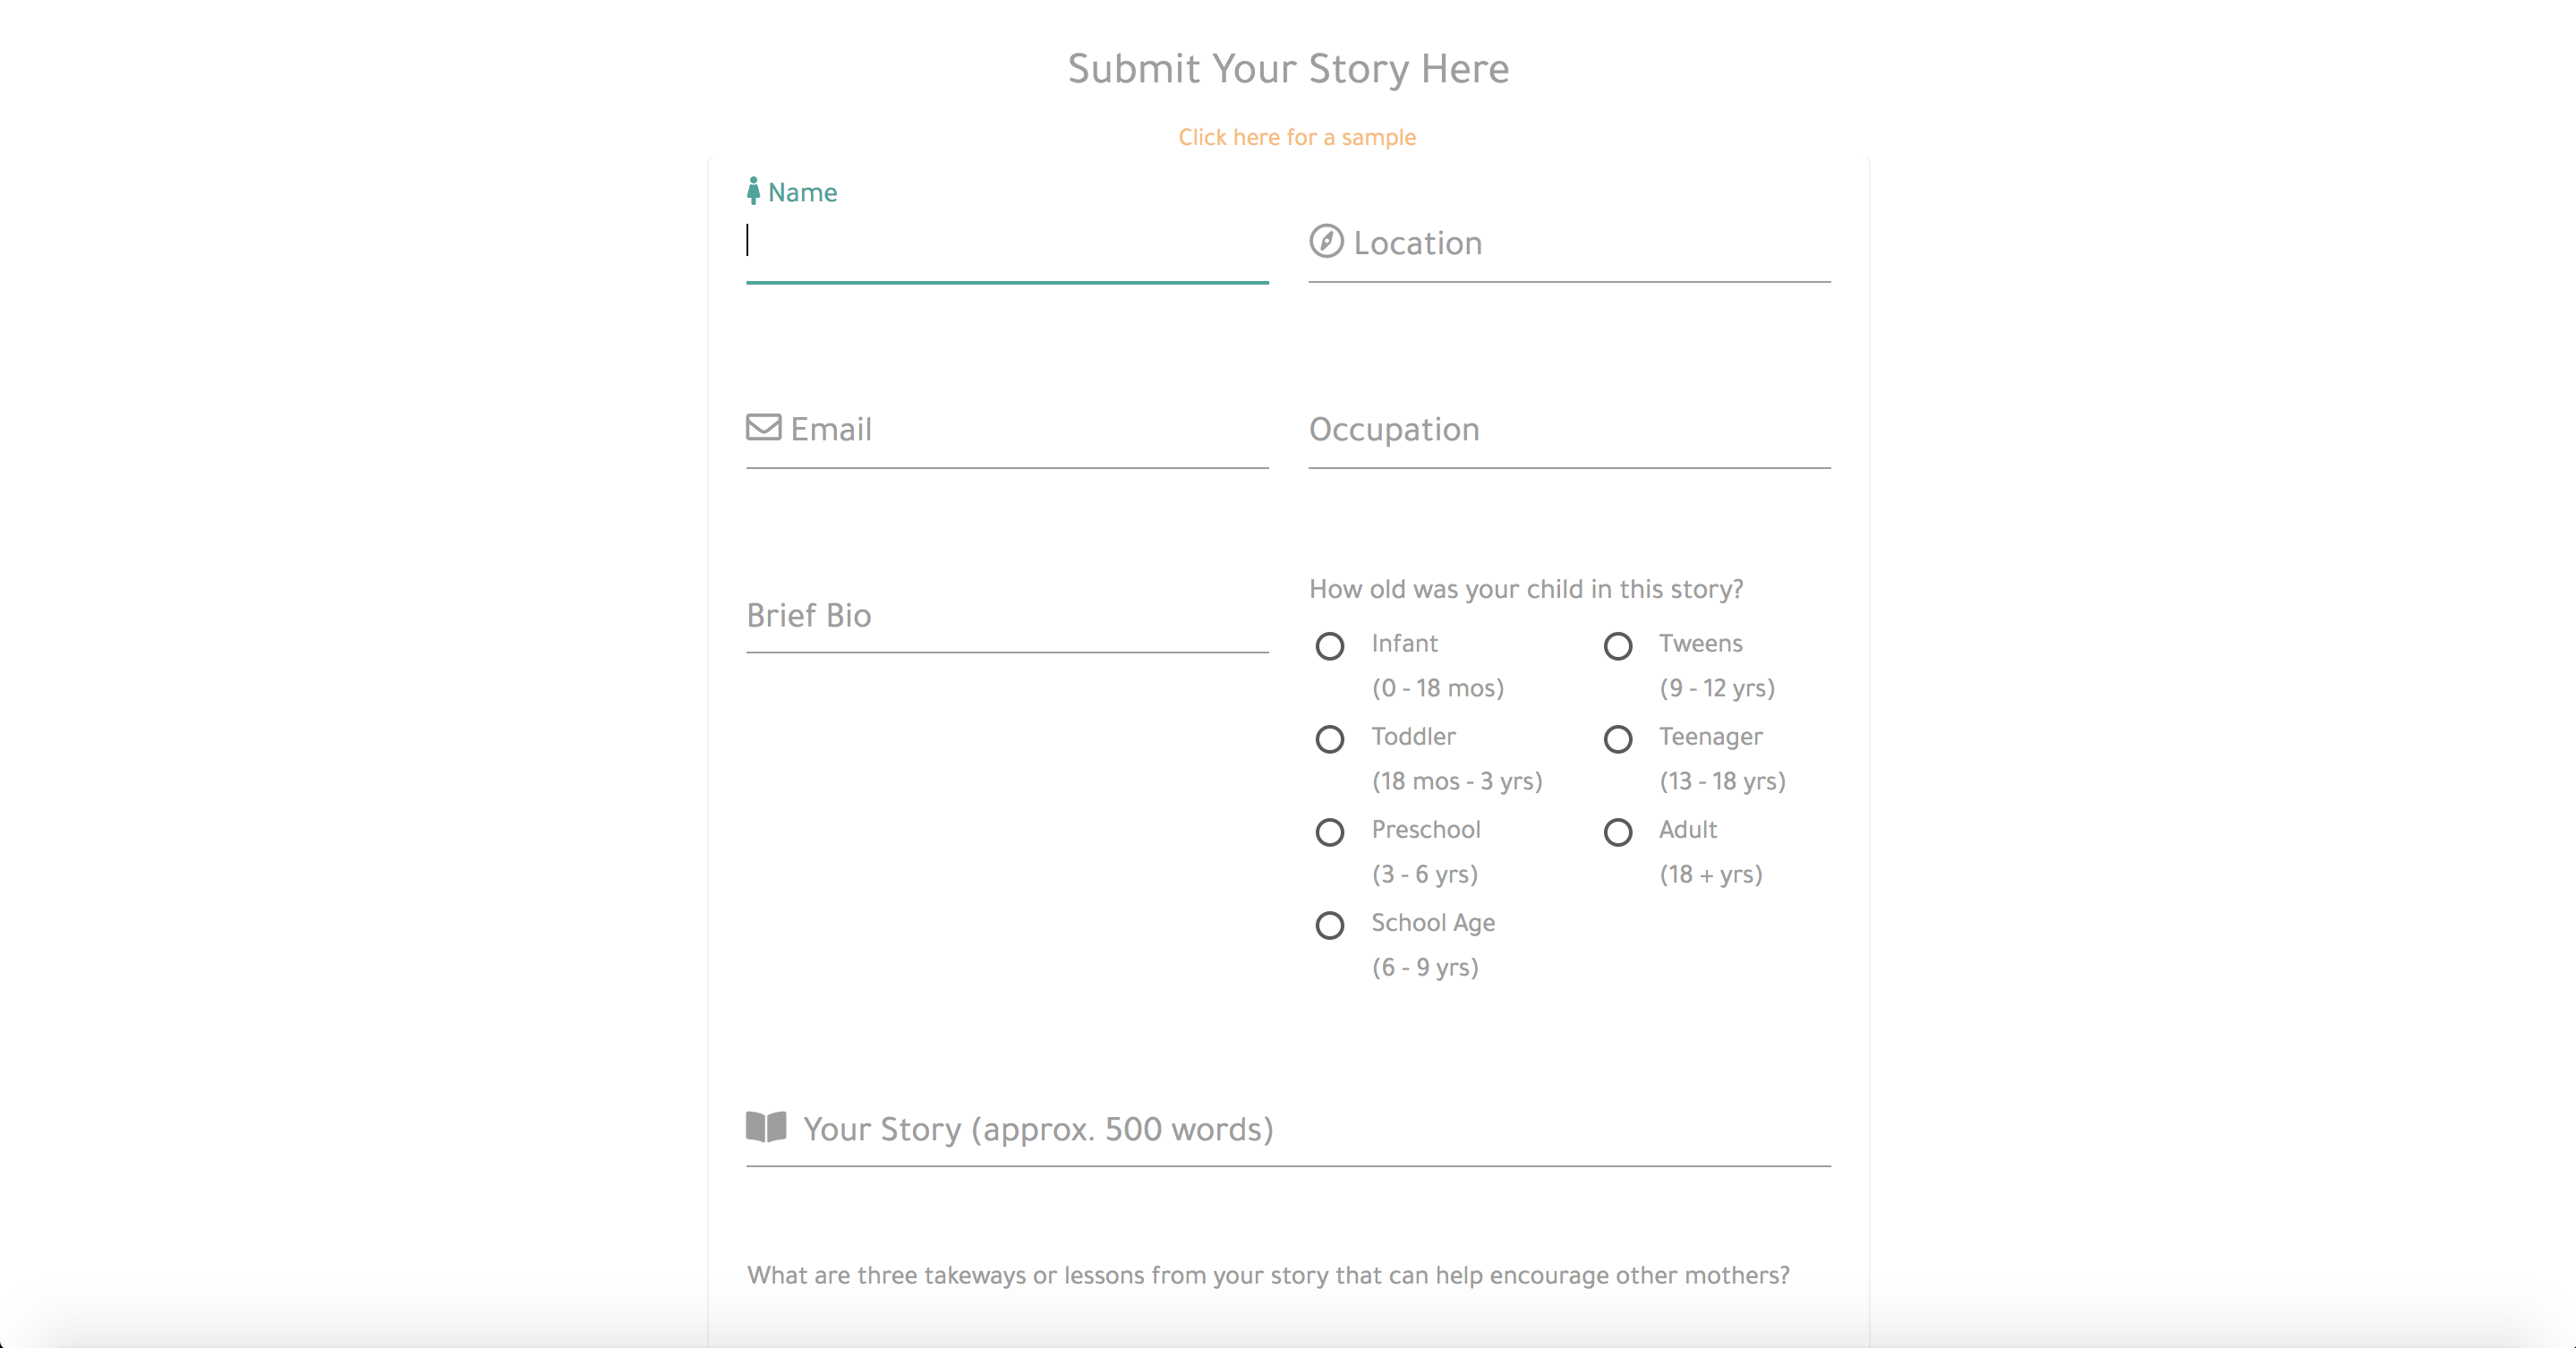 Submit Your Story Here
Click here for a sample
Name
Location
Email
Occupation
Brief Bio
How old was your child in this story?
Infant
(0 - 18 mos)
Toddler
(18 mos - 3 yrs)
Preschool
(3 - 6 yrs)
School Age
(6 - 9 yrs)
Tweens
(9 - 12 yrs)
Teenager
(13 - 18 yrs)
Adult
(18 + yrs)
Your Story (approx. 500 words)
What are three takeways or lessons from your story that can help encourage other mothers?